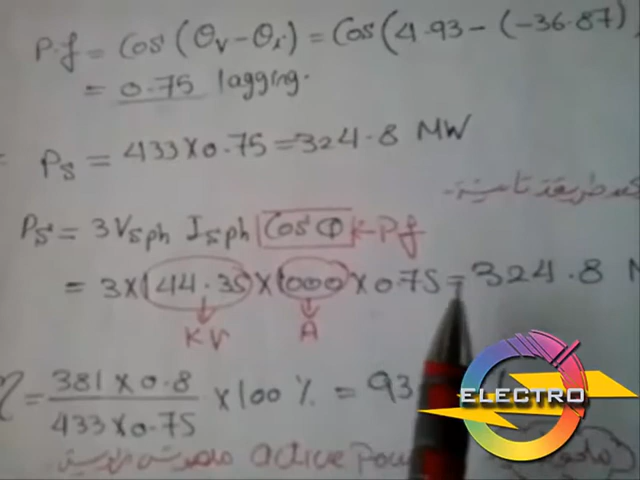 P.f = Cos (θv - θi) = Cos (4.93 - (-36.87)
= 0.75 lagging.
= Ps = 433 x 0.75 = 324.8 MW
Ps = 3 Vsph Isph Cos Φ ← P.f
= 3 x 144.35 x 1000 x 0.75 = 324.8 M
KV A
η = 381 x 0.8 / 433 x 0.75 x 100 % = 93
ELECTRO
active Pow